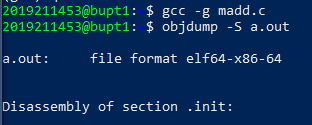 2019211453@bupt1: $ gcc -g madd.c
2019211453@bupt1: $ objdump -S a.out
a.out:     file format elf64-x86-64
Disassembly of section .init: